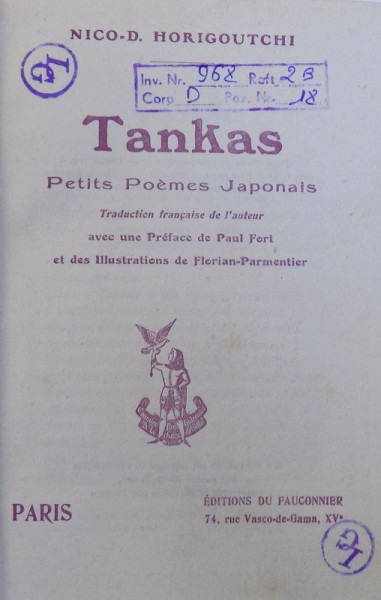 NICO-D. HORIGOUTCHI
LG
Inv. Nr. 968 Raft 2B
Corp D Poz. Nr. 18
Tankas
Petits Poèmes Japonais
Traduction française de l'auteur
avec une Préface de Paul Fort
et des Illustrations de Florian-Parmentier
PARIS
ÉDITIONS DU FAUCONNIER
74, rue Vasco-de-Gama, XVe
LG